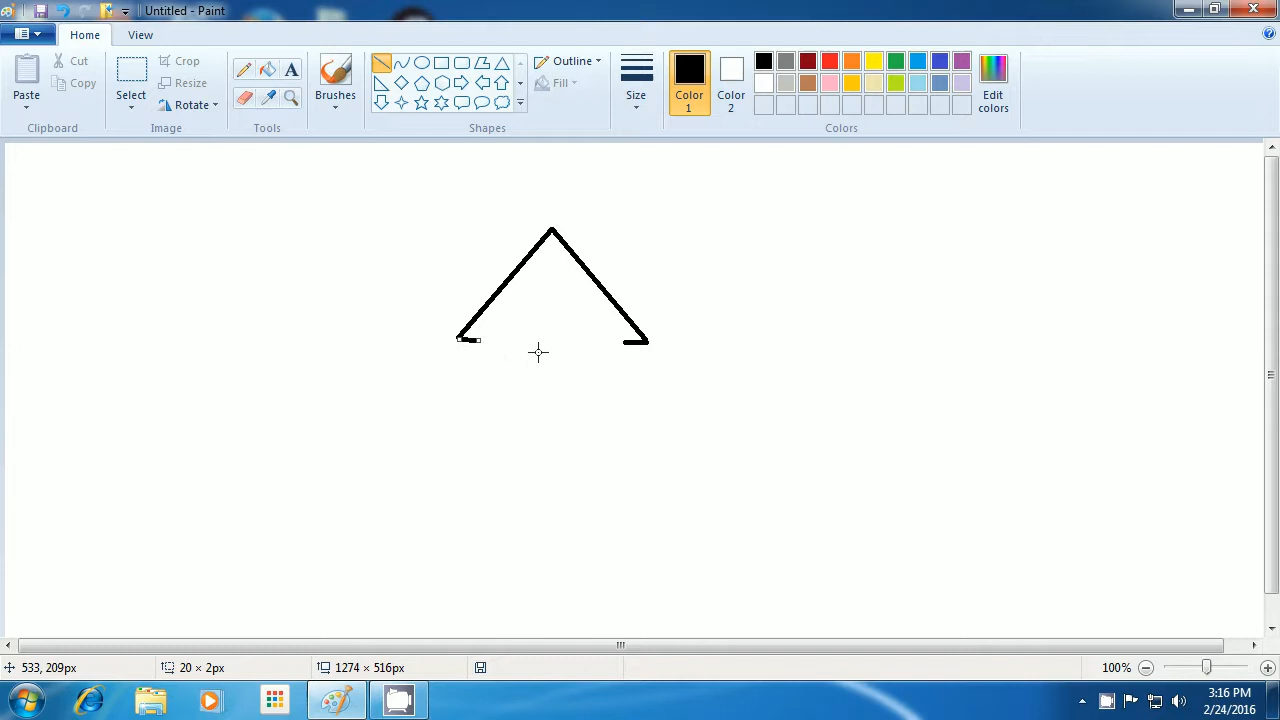 Untitled - Paint
Home View
Paste
Cut
Copy
Clipboard
Select
Crop
Resize
Rotate
Image
A
Tools
Brushes
Outline
Fill
Shapes
Size
Color
1
Color
2
Edit
colors
Colors
533, 209px
20 × 2px
1274 × 516px
100%
3:16 PM
2/24/2016